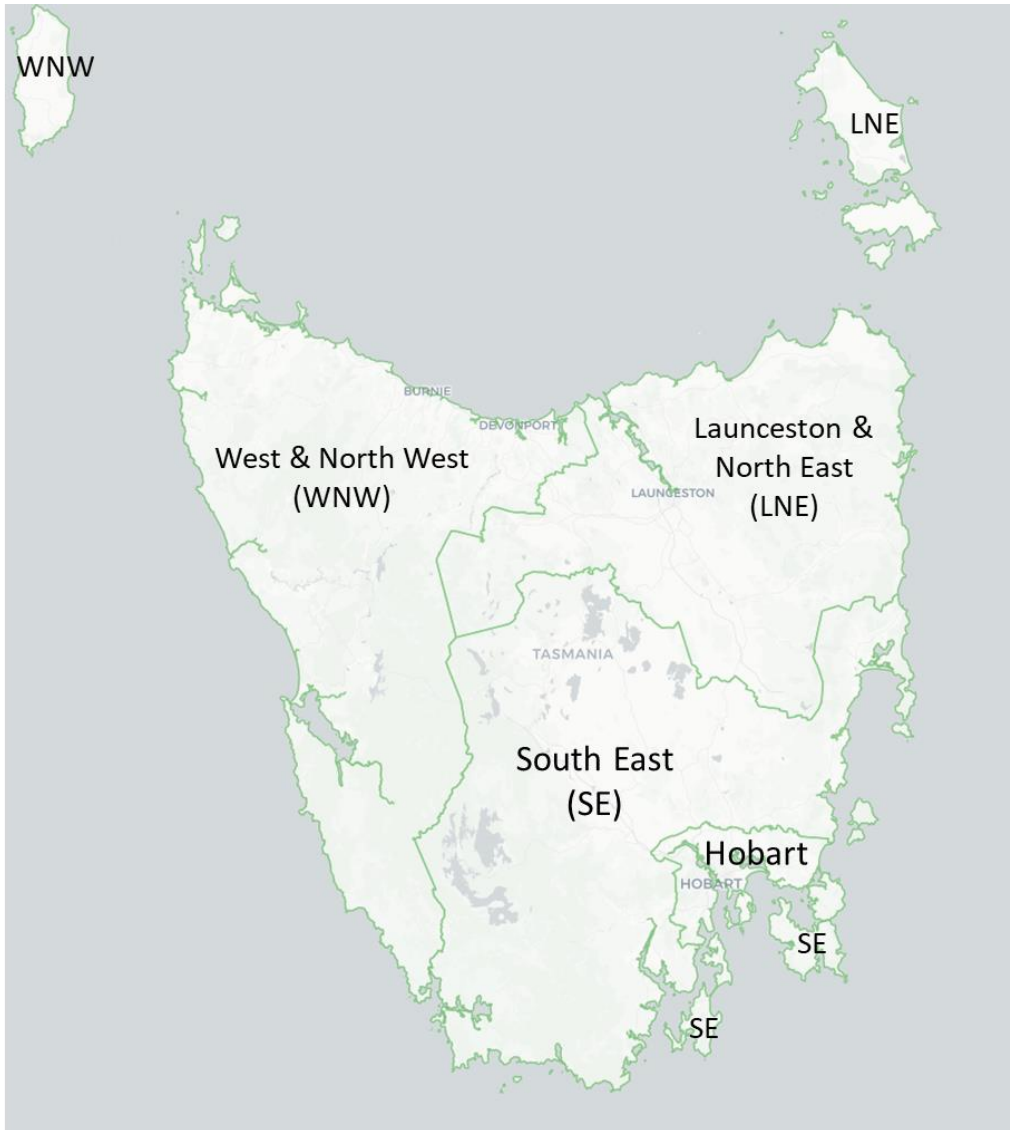 WNW
LNE
BURNIE
DEVONPORT
Launceston &
North East
(LNE)
West & North West
(WNW)
LAUNCESTON
TASMANIA
South East
(SE)
Hobart
HOBART
SE
SE